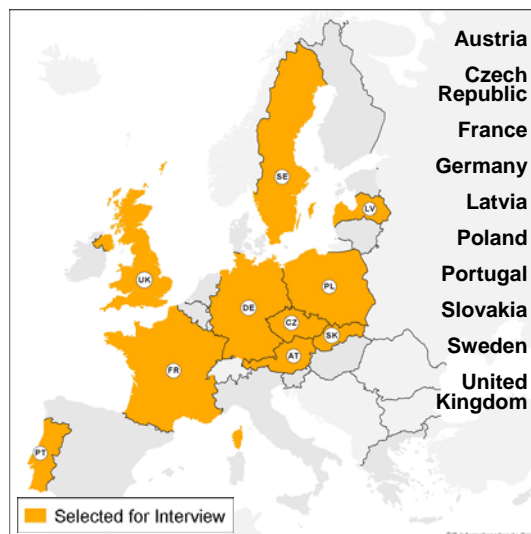 Austria
Czech
Republic
France
Germany
Latvia
Poland
Portugal
Slovakia
Sweden
United
Kingdom
SE
LV
UK
DE
PL
CZ
SK
AT
FR
PT
Selected for Interview